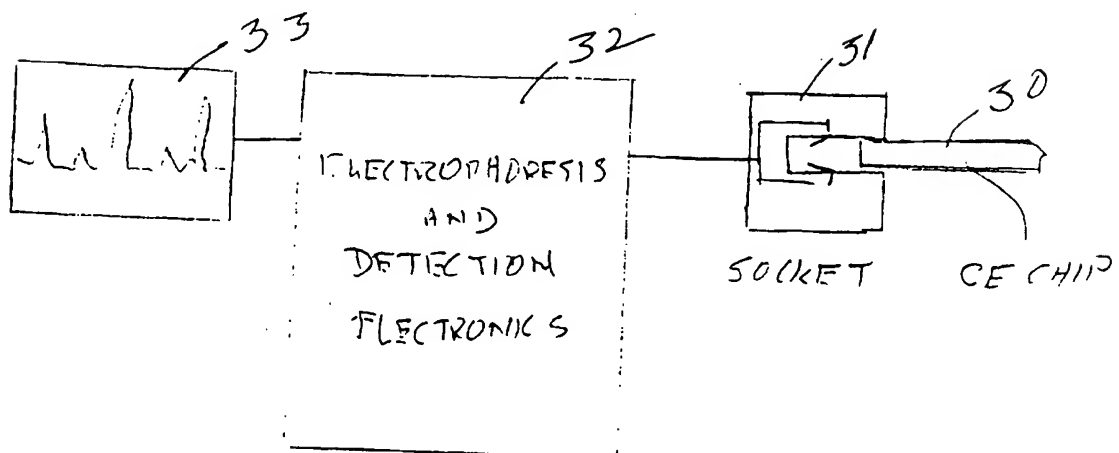 33
32
31
30
ELECTROPHORESIS
AND
DETECTION
ELECTRONICS
SOCKET
CE CHIP